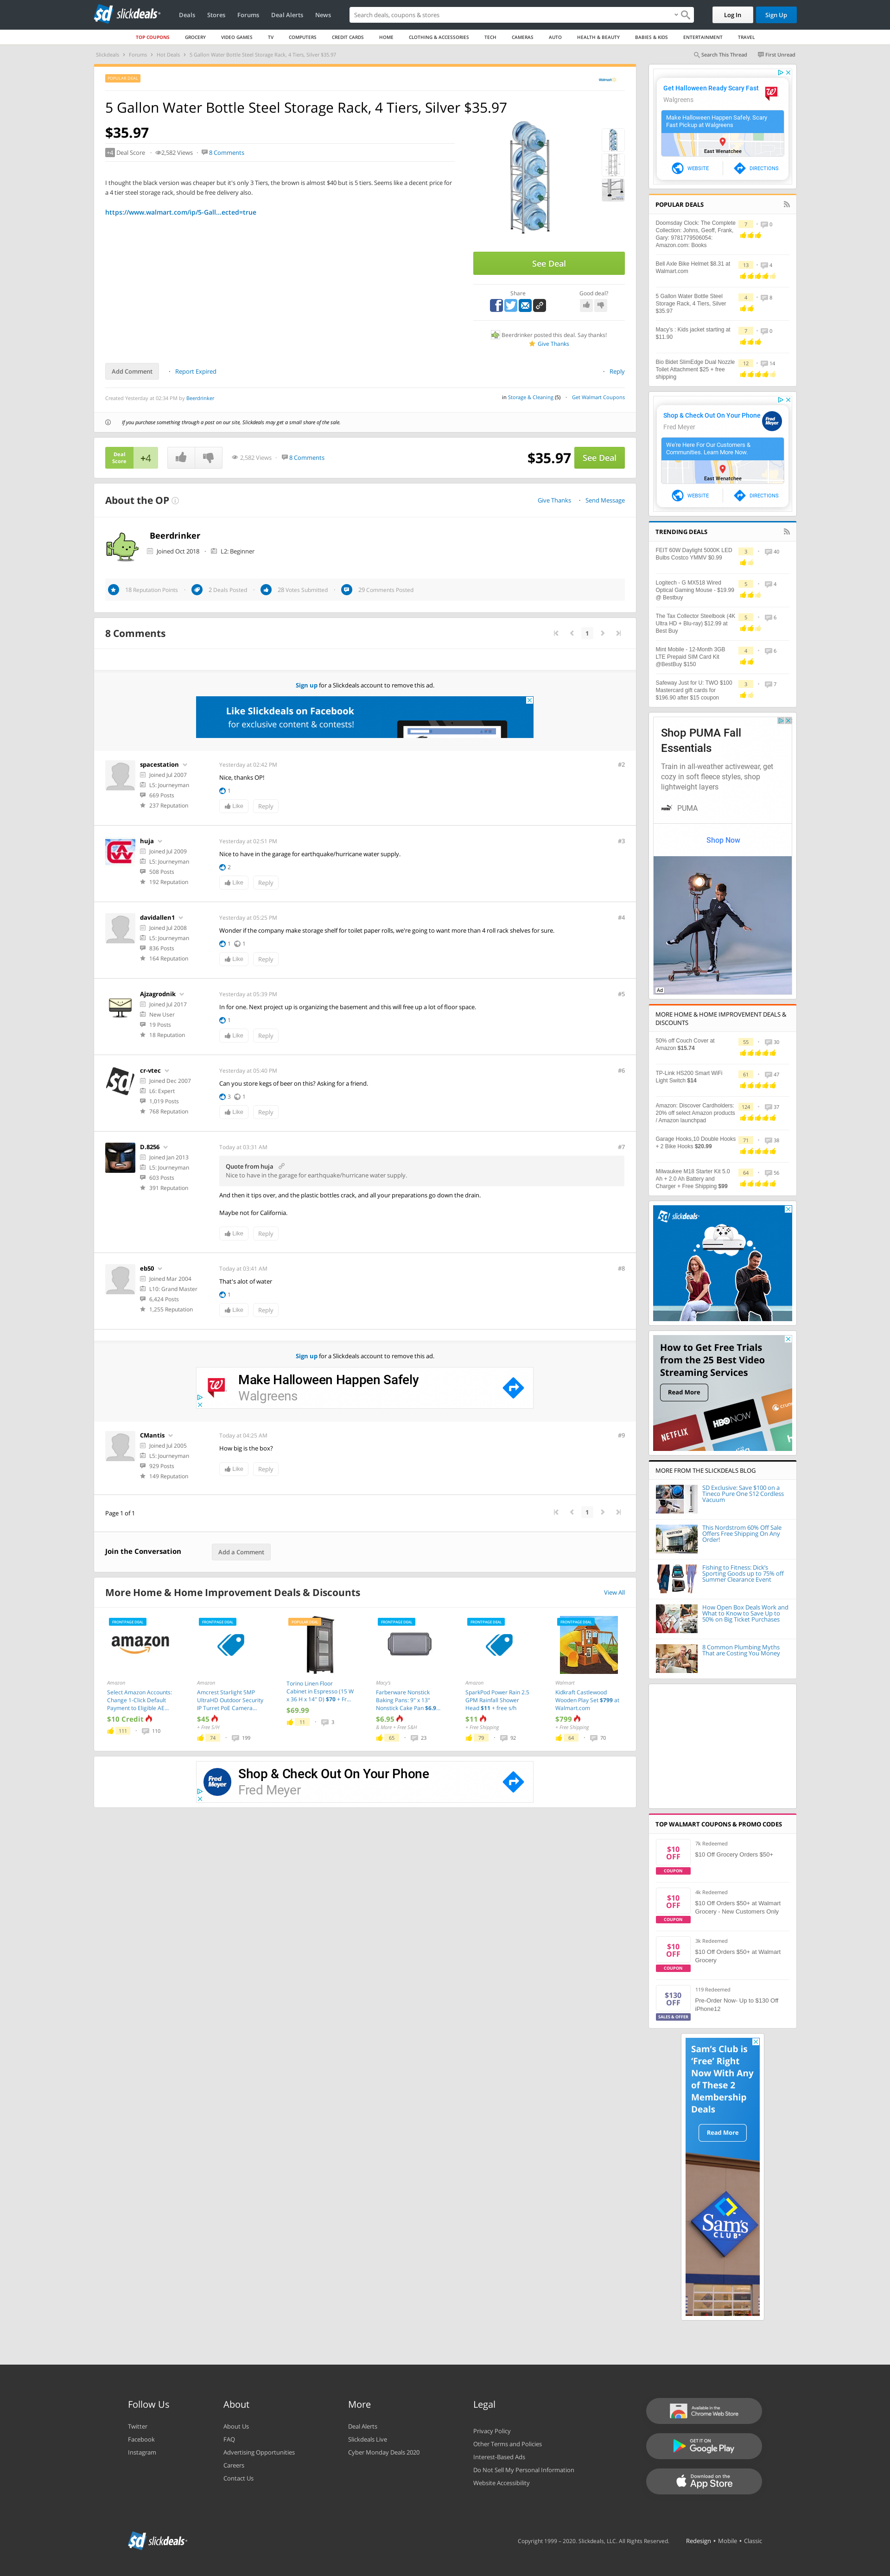 slickdeals
Deals
Stores
Forums
Deal Alerts
News
Search deals, coupons & stores
Log In
Sign Up
TOP COUPONS
GROCERY
VIDEO GAMES
TV
COMPUTERS
CREDIT CARDS
HOME
CLOTHING & ACCESSORIES
TECH
CAMERAS
AUTO
HEALTH & BEAUTY
BABIES & KIDS
ENTERTAINMENT
TRAVEL
Slickdeals > Forums > Hot Deals > 5 Gallon Water Bottle Steel Storage Rack, 4 Tiers, Silver $35.97
Search This Thread
First Unread
POPULAR DEAL
Walmart
5 Gallon Water Bottle Steel Storage Rack, 4 Tiers, Silver $35.97
$35.97
+4 Deal Score
2,582 Views
8 Comments
I thought the black version was cheaper but it's only 3 Tiers, the brown is almost $40 but is 5 tiers. Seems like a decent price for
a 4 tier steel storage rack, should be free delivery also.
https://www.walmart.com/ip/5-Gall...ected=true
See Deal
Share
Good deal?
Beerdrinker posted this deal. Say thanks!
Give Thanks
Add Comment
Report Expired
Reply
Created Yesterday at 02:34 PM by Beerdrinker
in Storage & Cleaning (5)
Get Walmart Coupons
If you purchase something through a post on our site, Slickdeals may get a small share of the sale.
Deal
Score
+4
2,582 Views
8 Comments
$35.97
See Deal
About the OP
Give Thanks
Send Message
Beerdrinker
Joined Oct 2018
L2: Beginner
18 Reputation Points
2 Deals Posted
28 Votes Submitted
29 Comments Posted
8 Comments
1
Sign up for a Slickdeals account to remove this ad.
Like Slickdeals on Facebook
for exclusive content & contests!
spacestation
Joined Jul 2007
L5: Journeyman
669 Posts
237 Reputation
Yesterday at 02:42 PM
#2
Nice, thanks OP!
1
Like
Reply
huja
Joined Jul 2009
L5: Journeyman
508 Posts
192 Reputation
Yesterday at 02:51 PM
#3
Nice to have in the garage for earthquake/hurricane water supply.
2
Like
Reply
davidallen1
Joined Jul 2008
L5: Journeyman
836 Posts
164 Reputation
Yesterday at 05:25 PM
#4
Wonder if the company make storage shelf for toilet paper rolls, we're going to want more than 4 roll rack shelves for sure.
1
1
Like
Reply
Ajzagrodnik
Joined Jul 2017
New User
19 Posts
18 Reputation
Yesterday at 05:39 PM
#5
In for one. Next project up is organizing the basement and this will free up a lot of floor space.
1
Like
Reply
cr-vtec
Joined Dec 2007
UL: Expert
1,019 Posts
768 Reputation
Yesterday at 05:40 PM
#6
Can you store kegs of beer on this? Asking for a friend.
3
1
Like
Reply
D.8256
Joined Jan 2013
L5: Journeyman
603 Posts
391 Reputation
Today at 03:31 AM
#7
Quote from huja
Nice to have in the garage for earthquake/hurricane water supply.
And then it tips over, and the plastic bottles crack, and all your preparations go down the drain.
Maybe not for California.
Like
Reply
eb50
Joined Mar 2004
L10: Grand Master
6,424 Posts
1,255 Reputation
Today at 03:41 AM
#8
That's alot of water
1
Like
Reply
Sign up for a Slickdeals account to remove this ad.
Make Halloween Happen Safely
Walgreens
CMantis
Joined Jul 2005
L5: Journeyman
929 Posts
149 Reputation
Today at 04:25 AM
#9
How big is the box?
Like
Reply
Page 1 of 1
1
Join the Conversation
Add a Comment
More Home & Home Improvement Deals & Discounts
View All
FRONTPAGE DEAL
amazon
Amazon
Select Amazon Accounts:
Change 1-Click Default
Payment to Eligible AE...
$10 Credit
111
110
FRONTPAGE DEAL
Amazon
Amcrest Starlight 5MP
UltraHD Outdoor Security
IP Turret PoE Camera...
$45
+ Free S/H
74
199
POPULAR DEAL
Torino Linen Floor
Cabinet in Espresso (15 W
x 36 H x 14" D) $70 + Fr...
$69.99
11
3
FRONTPAGE DEAL
Macy's
Farberware Nonstick
Baking Pans: 9" x 13"
Nonstick Cake Pan $6.9...
$6.95
& More + Free S&H
65
23
FRONTPAGE DEAL
Amazon
SparkPod Power Rain 2.5
GPM Rainfall Shower
Head $11 + free s/h
$11
+ Free Shipping
79
92
FRONTPAGE DEAL
Walmart
Kidkraft Castlewood
Wooden Play Set $799 at
Walmart.com
$799
+ Free Shipping
64
70
Fred Meyer
Shop & Check Out On Your Phone
Fred Meyer
Get Halloween Ready Scary Fast
Walgreens
Make Halloween Happen Safely. Scary
Fast Pickup at Walgreens
East Wenatchee
WEBSITE
DIRECTIONS
POPULAR DEALS
Doomsday Clock: The Complete
Collection: Johns, Geoff, Frank,
Gary: 9781779506054:
Amazon.com: Books
7
0
Bell Axle Bike Helmet $8.31 at
Walmart.com
13
4
5 Gallon Water Bottle Steel
Storage Rack, 4 Tiers, Silver
$35.97
4
8
Macy's : Kids jacket starting at
$11.90
7
0
Bio Bidet SlimEdge Dual Nozzle
Toilet Attachment $25 + free
shipping
12
14
Shop & Check Out On Your Phone
Fred Meyer
We're Here For Our Customers &
Communities. Learn More Now.
East Wenatchee
WEBSITE
DIRECTIONS
TRENDING DEALS
FEIT 60W Daylight 5000K LED
Bulbs Costco YMMV $0.99
3
40
Logitech - G MX518 Wired
Optical Gaming Mouse - $19.99
@ Bestbuy
5
4
The Tax Collector Steelbook (4K
Ultra HD + Blu-ray) $12.99 at
Best Buy
5
6
Mint Mobile - 12-Month 3GB
LTE Prepaid SIM Card Kit
@BestBuy $150
4
6
Safeway Just for U: TWO $100
Mastercard gift cards for
$196.90 after $15 coupon
3
7
Shop PUMA Fall
Essentials
Train in all-weather activewear, get
cozy in soft fleece styles, shop
lightweight layers
PUMA
Shop Now
Ad
MORE HOME & HOME IMPROVEMENT DEALS &
DISCOUNTS
50% off Couch Cover at
Amazon $15.74
55
30
TP-Link HS200 Smart WiFi
Light Switch $14
61
47
Amazon: Discover Cardholders:
20% off select Amazon products
/ Amazon launchpad
124
37
Garage Hooks,10 Double Hooks
+ 2 Bike Hooks $20.99
71
38
Milwaukee M18 Starter Kit 5.0
Ah + 2.0 Ah Battery and
Charger + Free Shipping $99
64
56
slickdeals
How to Get Free Trials
from the 25 Best Video
Streaming Services
Read More
NETFLIX
HBO NOW
MORE FROM THE SLICKDEALS BLOG
SD Exclusive: Save $100 on a
Tineco Pure One S12 Cordless
Vacuum
This Nordstrom 60% Off Sale
Offers Free Shipping On Any
Order!
Fishing to Fitness: Dick's
Sporting Goods up to 75% off
Summer Clearance Event
How Open Box Deals Work and
What to Know to Save Up to
50% on Big Ticket Purchases
8 Common Plumbing Myths
That are Costing You Money
TOP WALMART COUPONS & PROMO CODES
$10
OFF
COUPON
7k Redeemed
$10 Off Grocery Orders $50+
$10
OFF
COUPON
4k Redeemed
$10 Off Orders $50+ at Walmart
Grocery - New Customers Only
$10
OFF
COUPON
3k Redeemed
$10 Off Orders $50+ at Walmart
Grocery
$130
OFF
SALES & OFFER
119 Redeemed
Pre-Order Now- Up to $130 Off
iPhone12
Sam's Club is
'Free' Right
Now With Any
of These 2
Membership
Deals
Read More
Sam's
CLUB
Follow Us
Twitter
Facebook
Instagram
About
About Us
FAQ
Advertising Opportunities
Careers
Contact Us
More
Deal Alerts
Slickdeals Live
Cyber Monday Deals 2020
Legal
Privacy Policy
Other Terms and Policies
Interest-Based Ads
Do Not Sell My Personal Information
Website Accessibility
Available in the
Chrome Web Store
GET IT ON
Google Play
Download on the
App Store
slickdeals
Copyright 1999 – 2020. Slickdeals, LLC. All Rights Reserved.
Redesign • Mobile • Classic